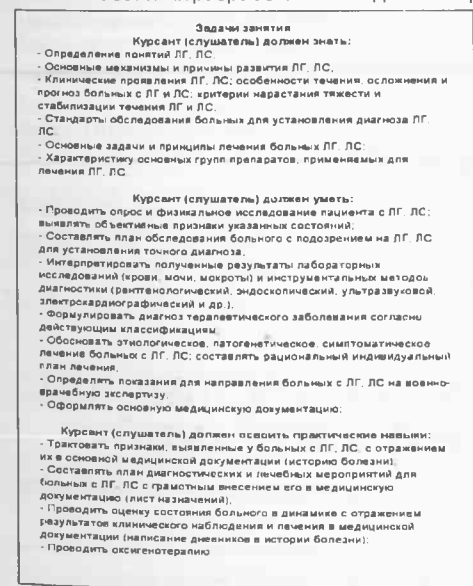 Задачи занятия
Курсант (слушатель) должен знать:
- Определение понятий ЛГ, ЛС,
- Основные механизмы и причины развития ЛГ, ЛС,
- Клинические проявления ЛГ, ЛС; особенности течения, осложнения и
прогноз больных с ЛГ и ЛС; критерии нарастания тяжести и
стабилизации течения ЛГ и ЛС.
- Стандарты обследования больных для установления диагноза ЛГ,
ЛС.
- Основные задачи и принципы лечения больных ЛГ, ЛС;
- Характеристику основных групп препаратов, применяемых для
лечения ЛГ, ЛС
Курсант (слушатель) должен уметь:
- Проводить опрос и физикальное исследование пациента с ЛГ, ЛС;
выявлять объективные признаки указанных состояний;
- Составлять план обследования больного с подозрением на ЛГ, ЛС
для установления точного диагноза,
- Интерпретировать полученные результаты лабораторных
исследований (крови, мочи, мокроты) и инструментальных методов
диагностики (рентгенологический, эндоскопический, ультразвуковой,
электрокардиографический и др.),
- Формулировать диагноз терапевтического заболевания согласно
действующим классификациям,
- Обосновать этиологическое, патогенетическое, симптоматическое
лечение больных с ЛГ, ЛС; составлять рациональный индивидуальный
план лечения,
- Определять показания для направления больных с ЛГ, ЛС на военно-
врачебную экспертизу,
- Оформлять основную медицинскую документацию;
Курсант (слушатель) должен освоить практические навыки:
- Трактовать признаки, выявленные у больных с ЛГ, ЛС, с отражением
их в основной медицинской документации (историю болезни),
- Составлять план диагностических и лечебных мероприятий для
больных с ЛГ, ЛС с грамотным внесением его в медицинскую
документацию (лист назначений),
- Проводить оценку состояния больного в динамике с отражением
результатов клинического наблюдения и лечения в медицинской
документации (написание дневников в истории болезни);
- Проводить оксигенотерапию